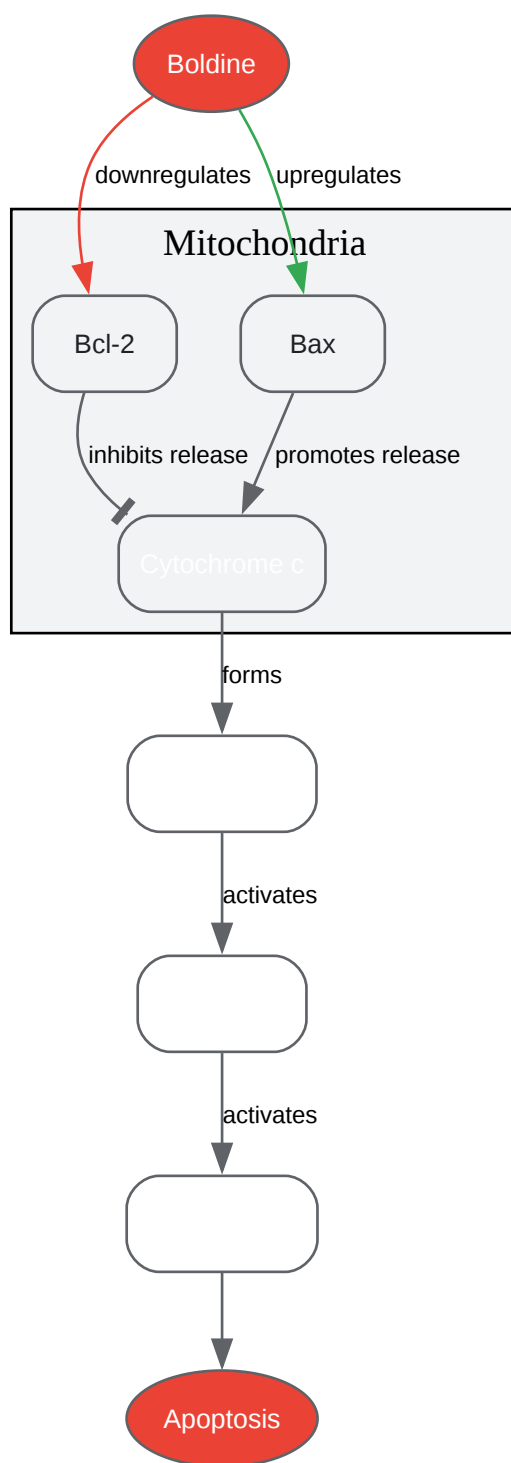 Boldine
downregulates
upregulates
Mitochondria
Bcl-2
Bax
inhibits release
promotes release
Cytochrome c
forms
activates
activates
Apoptosis